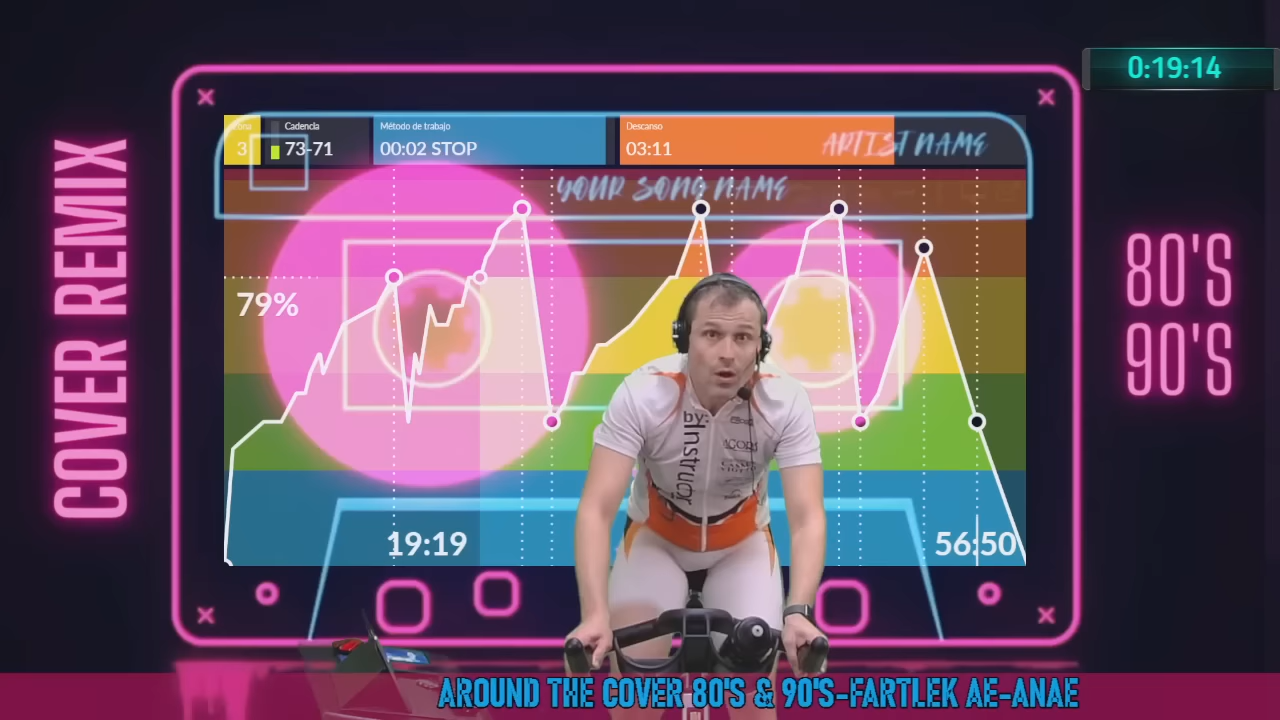 0:19:14
Cadencia
Método de trabajo
Descanso
3
73-71
00:02 STOP
03:11
ARTIST NAME
YOUR SONG NAME
COVER REMIX
80'S
90'S
79%
by Instruct
19:19
56:50
AROUND THE COVER 80'S & 90'S-FARTLEK AE-ANAE